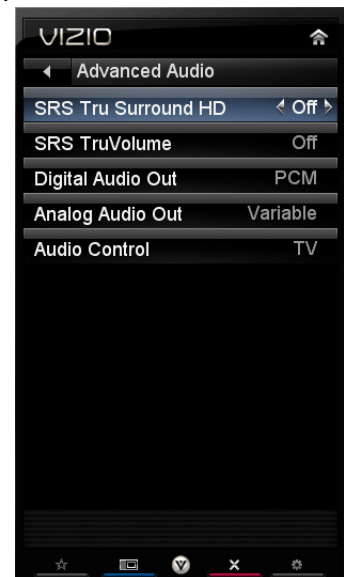 VIZIO
Advanced Audio
SRS Tru Surround HD Off
SRS TruVolume Off
Digital Audio Out PCM
Analog Audio Out Variable
Audio Control TV